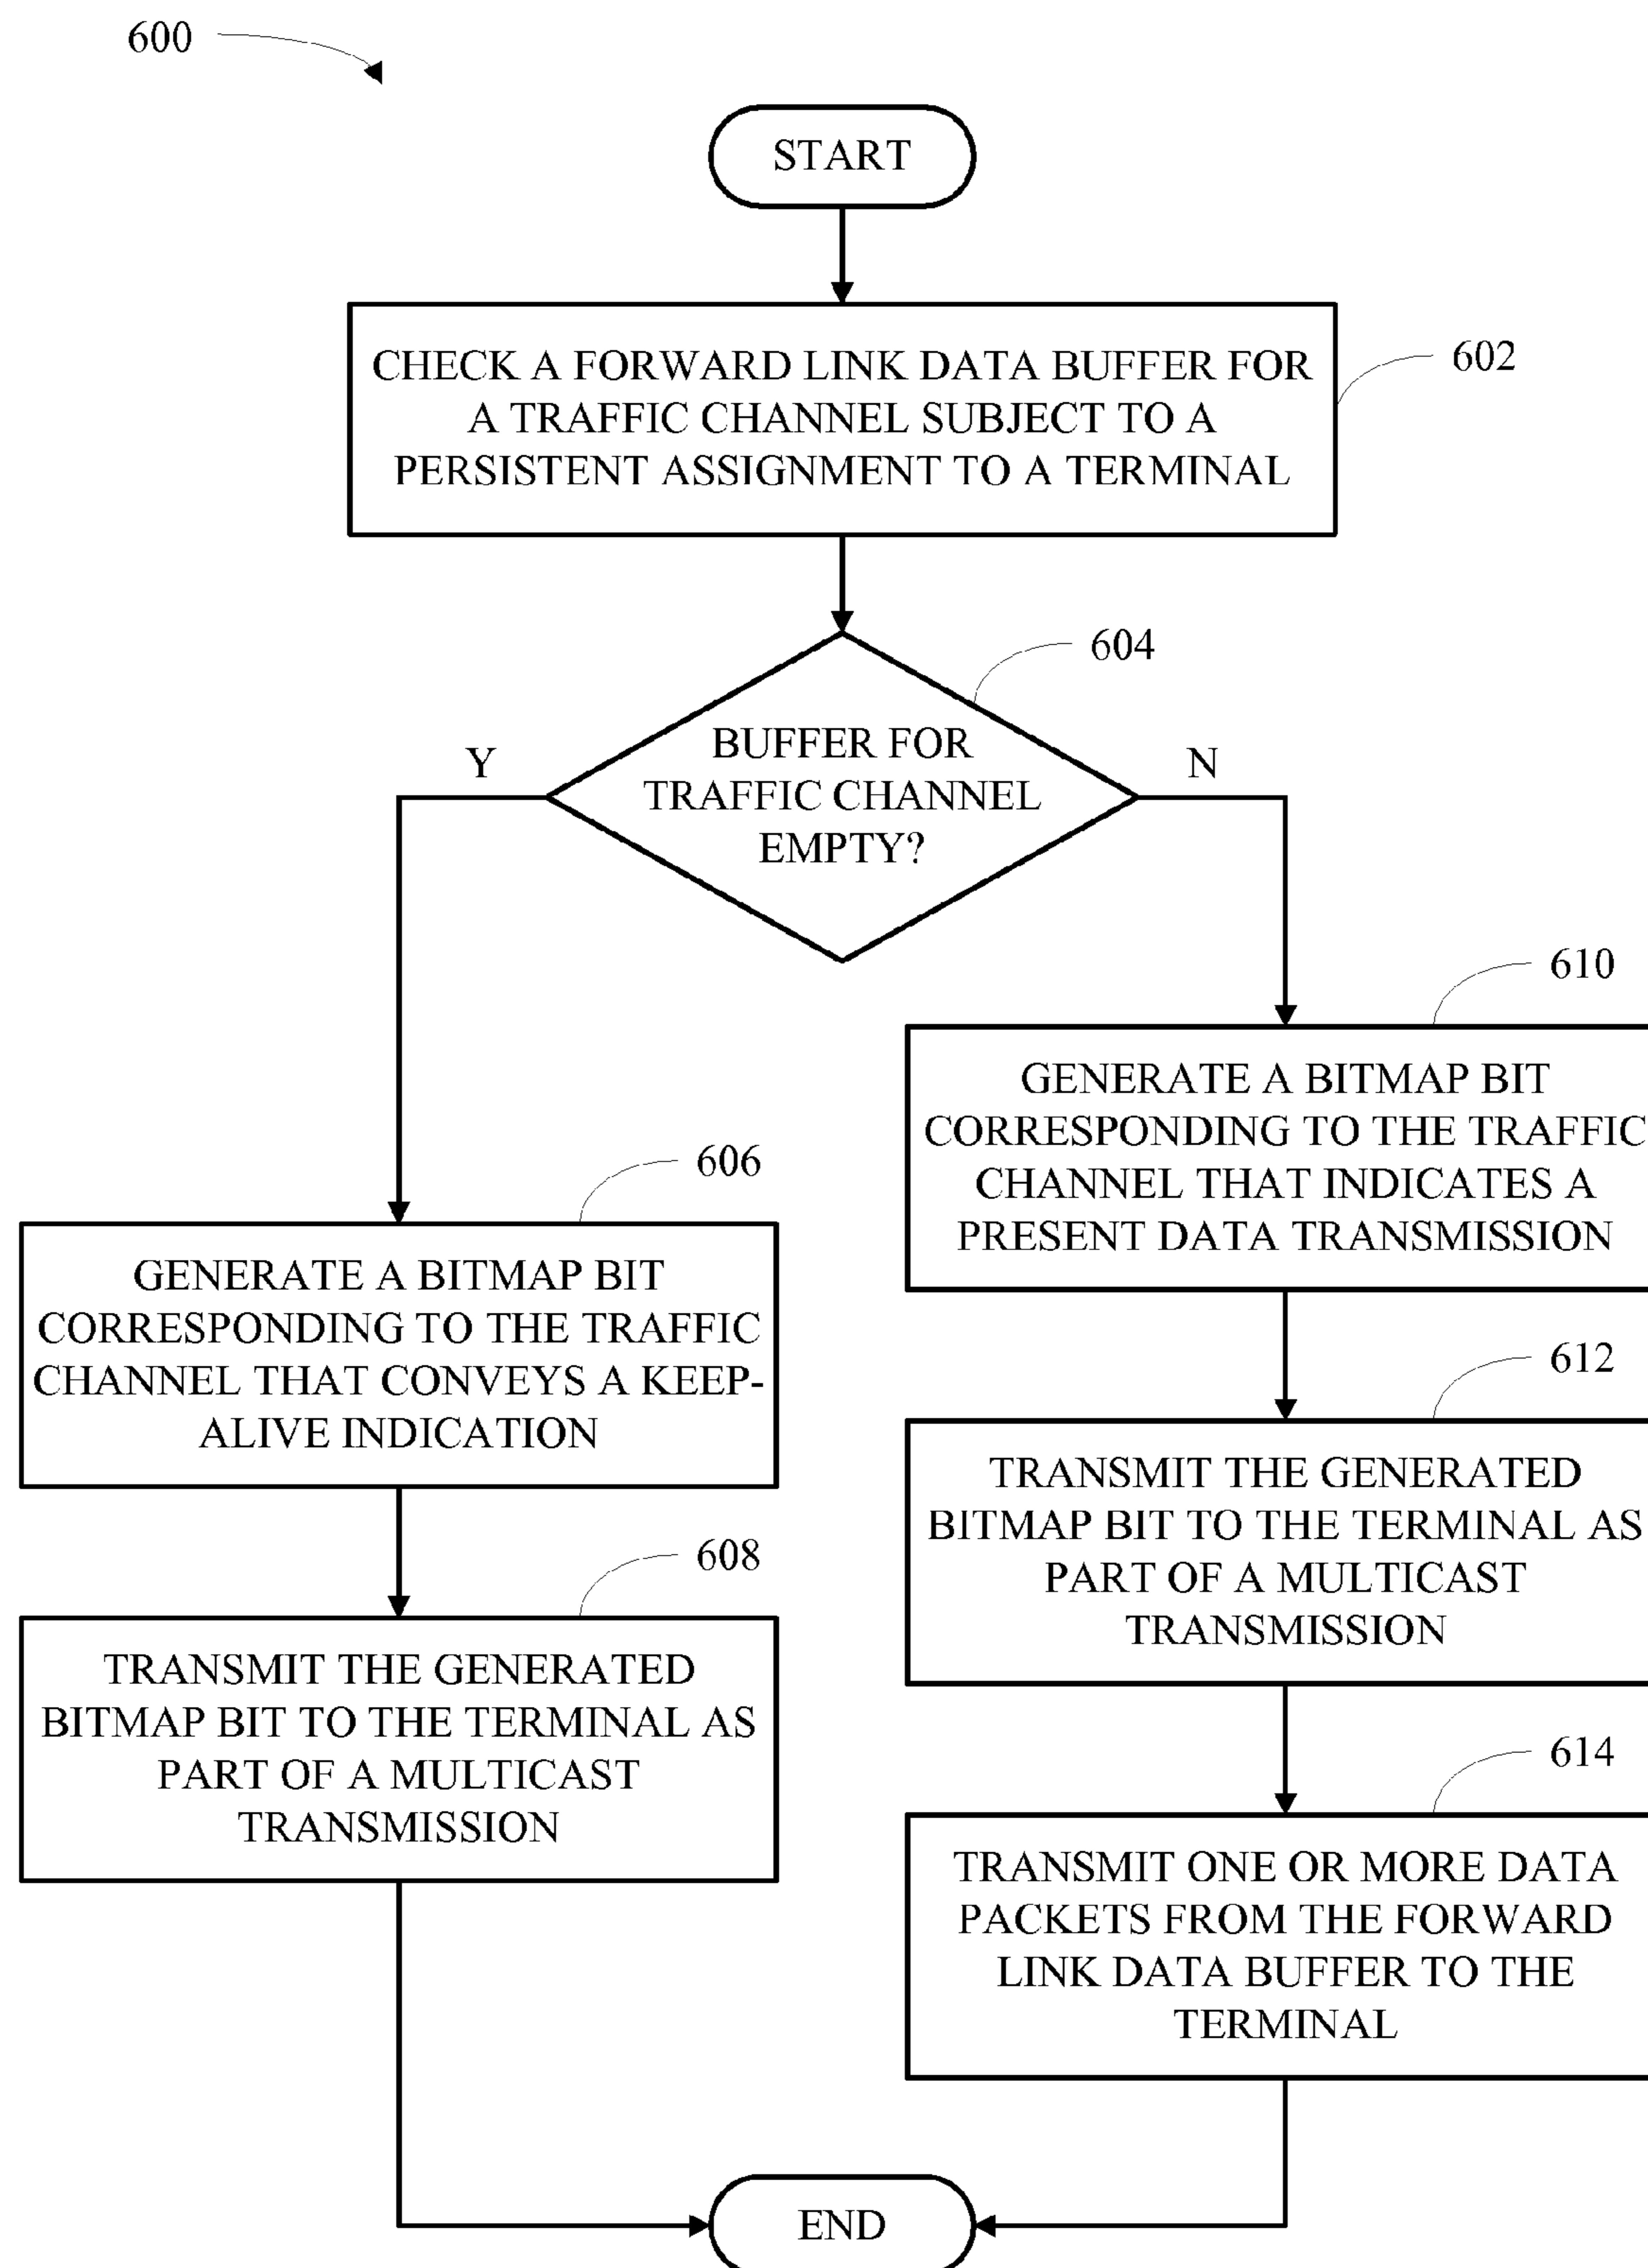 600
START
CHECK A FORWARD LINK DATA BUFFER FOR
A TRAFFIC CHANNEL SUBJECT TO A
PERSISTENT ASSIGNMENT TO A TERMINAL
602
604
BUFFER FOR
TRAFFIC CHANNEL
EMPTY?
Y
N
606
GENERATE A BITMAP BIT
CORRESPONDING TO THE TRAFFIC
CHANNEL THAT CONVEYS A KEEP-
ALIVE INDICATION
608
TRANSMIT THE GENERATED
BITMAP BIT TO THE TERMINAL AS
PART OF A MULTICAST
TRANSMISSION
610
GENERATE A BITMAP BIT
CORRESPONDING TO THE TRAFFIC
CHANNEL THAT INDICATES A
PRESENT DATA TRANSMISSION
612
TRANSMIT THE GENERATED
BITMAP BIT TO THE TERMINAL AS
PART OF A MULTICAST
TRANSMISSION
614
TRANSMIT ONE OR MORE DATA
PACKETS FROM THE FORWARD
LINK DATA BUFFER TO THE
TERMINAL
END